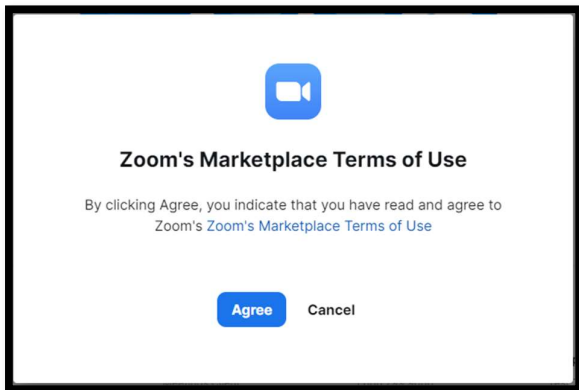 Zoom's Marketplace Terms of Use
By clicking Agree, you indicate that you have read and agree to
Zoom's Zoom's Marketplace Terms of Use
Agree Cancel